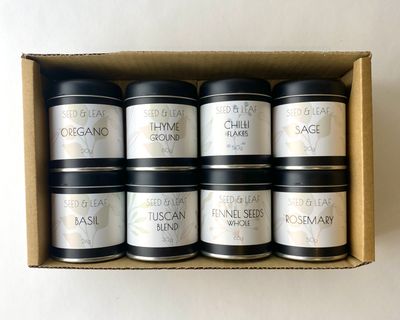 SEED & LEAF
OREGANO
SEED & LEAF
THYME
GROUND
SEED & LEAF
CHILLI
FLAKES
SEED & LEAF
SAGE
SEED & LEAF
BASIL
SEED & LEAF
TUSCAN
BLEND
SEED & LEAF
FENNEL SEEDS
WHOLE
SEED & LEAF
ROSEMARY